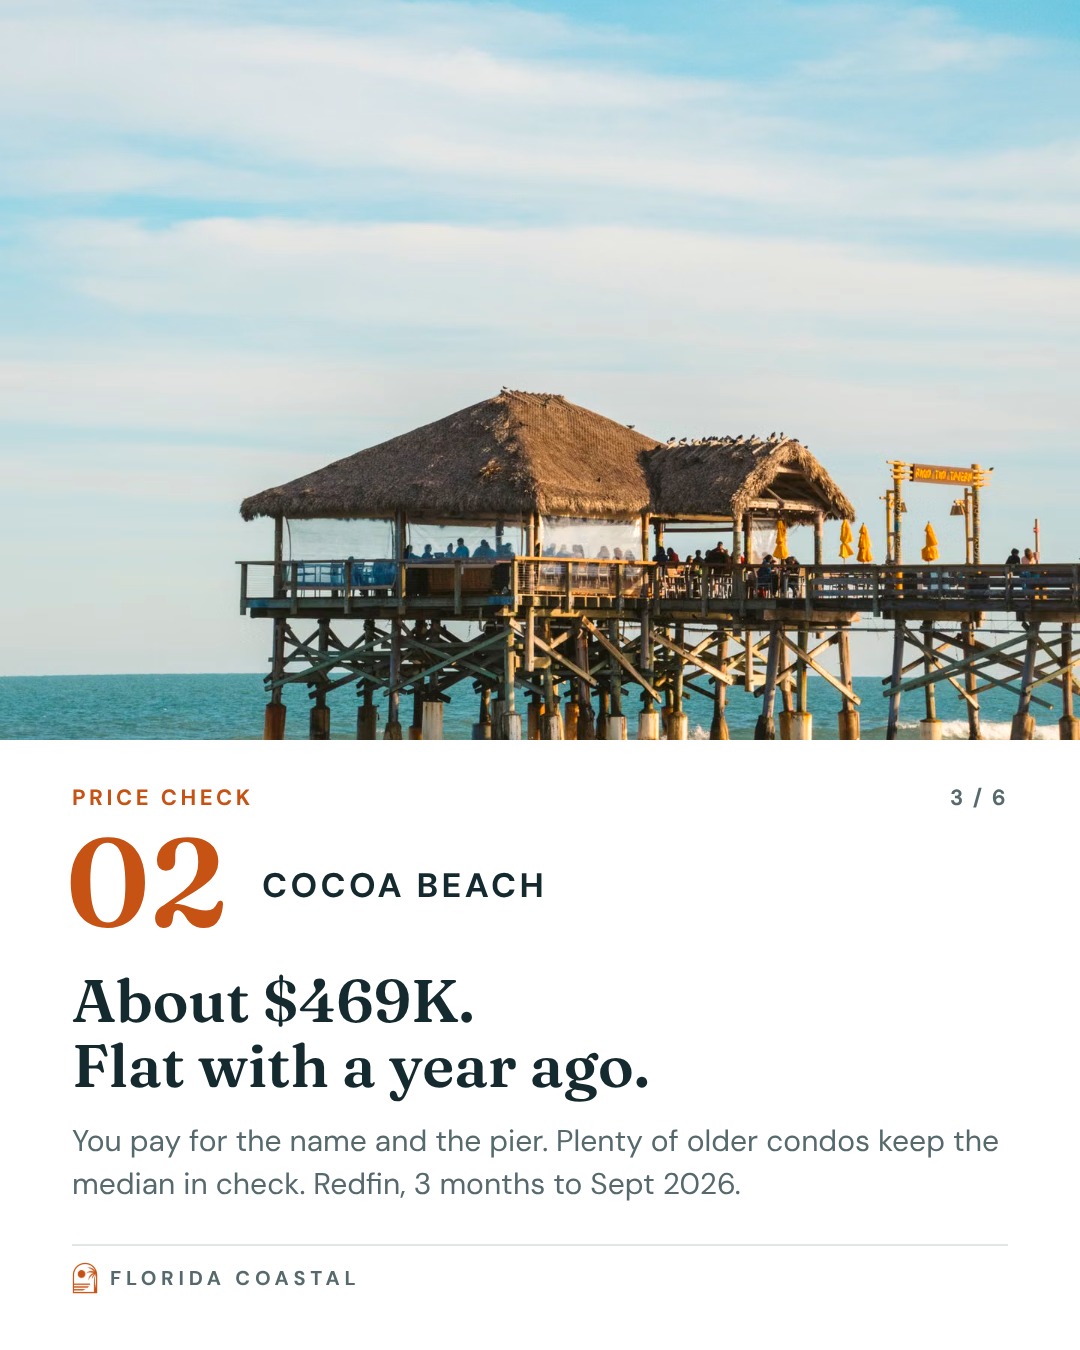 PRICE CHECK
3 / 6
02
COCOA BEACH
About $469K.
Flat with a year ago.
You pay for the name and the pier. Plenty of older condos keep the
median in check. Redfin, 3 months to Sept 2026.
FLORIDA COASTAL